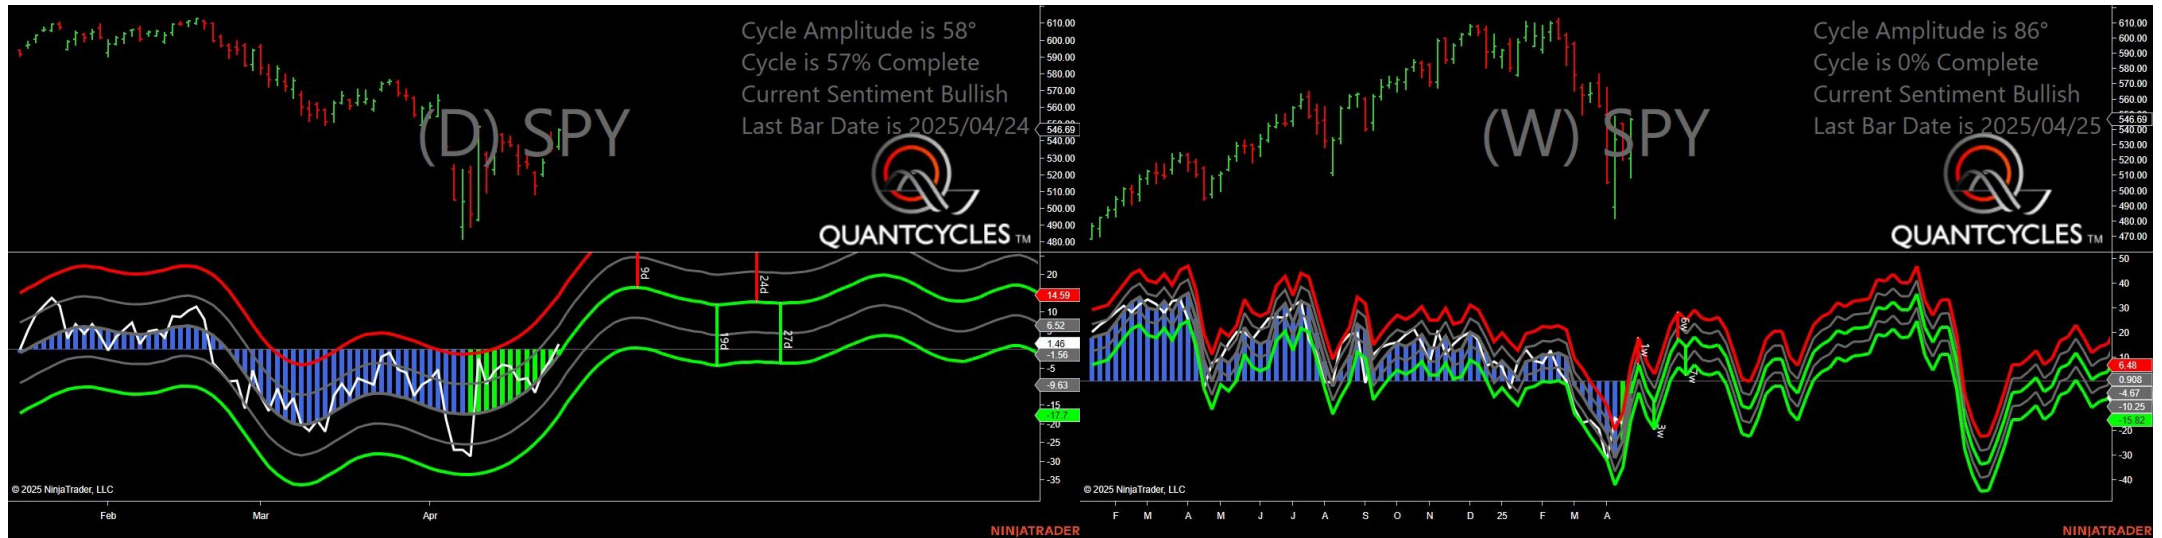 Cycle Amplitude is 58°
Cycle is 57% Complete
Current Sentiment Bullish
Last Bar Date is 2025/04/24
(D) SPY
QUANTCYCLES TM
610.00
600.00
590.00
580.00
570.00
560.00
546.69
540.00
530.00
520.00
510.00
500.00
490.00
480.00
9d
24d
19d
27d
20
14.59
10
6.52
1.46
-1.56
-5
-9.63
-15
-17.7
-20
-25
-30
-35
© 2025 NinjaTrader, LLC
Feb
Mar
Apr
NINJATRADER
Cycle Amplitude is 86°
Cycle is 0% Complete
Current Sentiment Bullish
Last Bar Date is 2025/04/25
(W) SPY
QUANTCYCLES TM
610.00
600.00
590.00
580.00
570.00
560.00
546.69
540.00
530.00
520.00
510.00
500.00
490.00
480.00
470.00
1w
6w
3w
50
40
30
20
10
6.48
0.908
-4.67
-10.25
-15.82
-20
-30
-40
© 2025 NinjaTrader, LLC
F M A M J J A S O N D 25 F M A
NINJATRADER